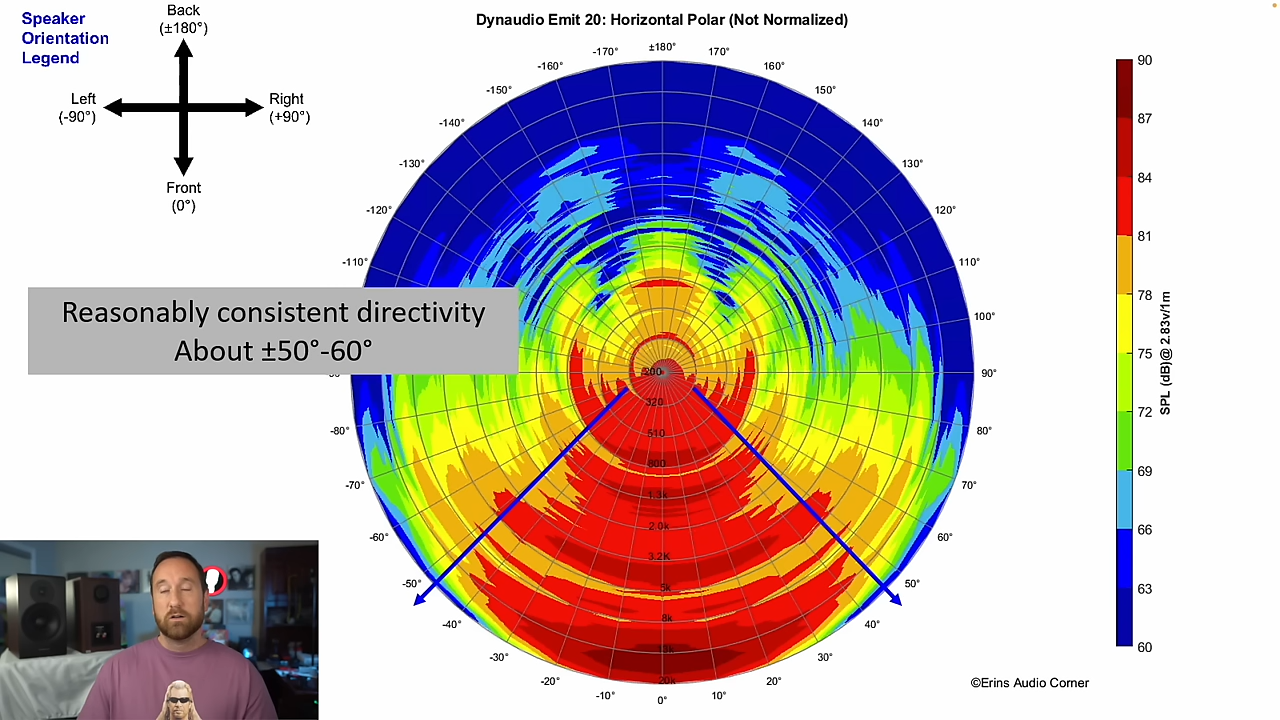 Speaker
Orientation
Legend
Back
(±180°)
Left
(-90°)
Right
(+90°)
Front
(0°)
Dynaudio Emit 20: Horizontal Polar (Not Normalized)
±180°
-170°
170°
-160°
160°
-150°
150°
-140°
140°
-130°
130°
-120°
120°
-110°
110°
100°
90°
-80°
80°
-70°
70°
-60°
60°
-50°
50°
-40°
40°
-30°
30°
-20°
20°
-10°
10°
0°
200
320
510
800
1.3k
2.0k
3.2K
5k
8k
13k
20k
Reasonably consistent directivity
About ±50°-60°
90
87
84
81
78
75
72
69
66
63
60
SPL (dB)@ 2.83v/1m
©Erins Audio Corner